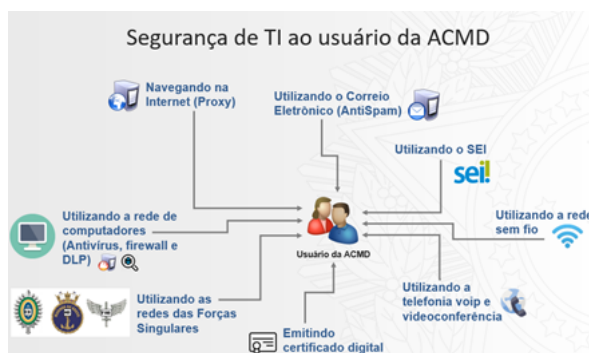 Segurança de TI ao usuário da ACMD
Navegando na
Internet (Proxy)
Utilizando o Correio
Eletrônico (AntiSpam)
Utilizando o SEI
sei!
Utilizando a rede de
computadores
(Antivírus, firewall e
DLP)
Usuário da ACMD
Utilizando a rede
sem fio
Utilizando as
redes das Forças
Singulares
Emitindo
certificado digital
Utilizando a
telefonia voip e
videoconferência